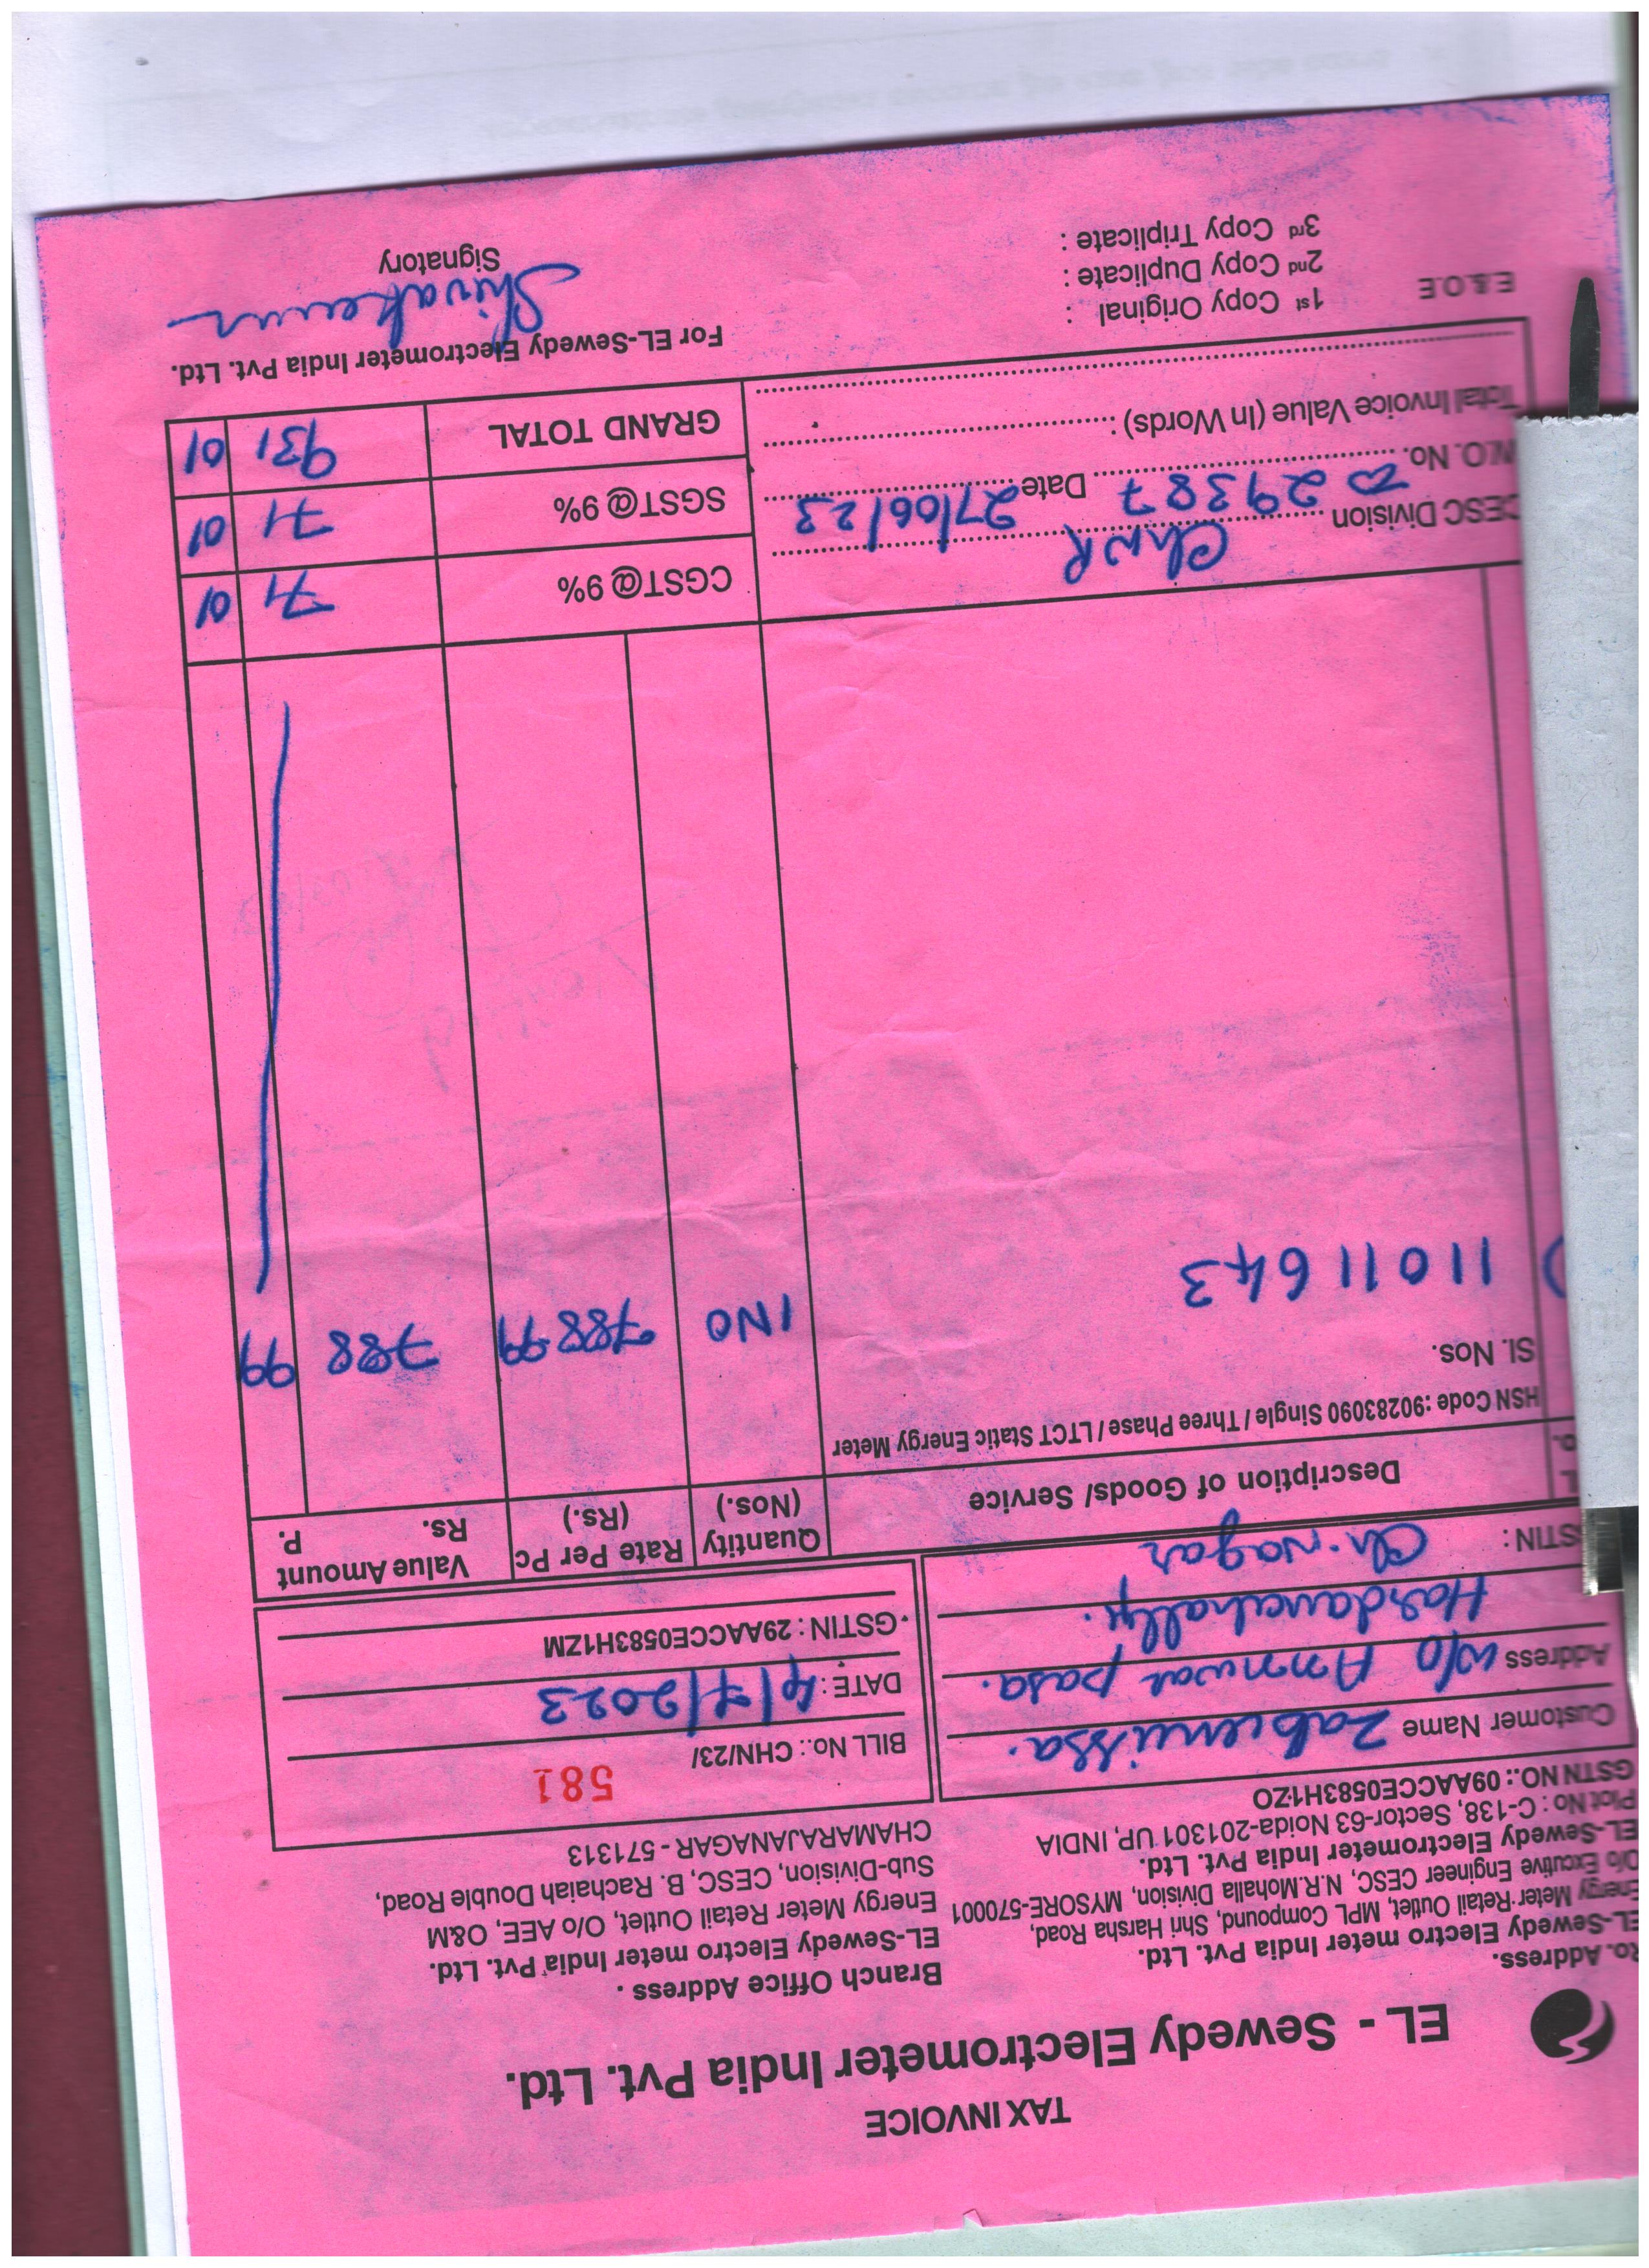 TAX INVOICE
EL - Sewedy Electrometer India Pvt. Ltd.
Ro. Address.
EL-Sewedy Electro meter India Pvt. Ltd.
Energy Meter Retail Outlet, MPL Compound, Shri Harsha Road,
O/o Excutive Engineer CESC, N.R.Mohalla Division, MYSORE-570001
EL-Sewedy Electrometer India Pvt. Ltd.
Plot No : C-138, Sector-63 Noida-201301 UP, INDIA
GSTN NO.: 09AACCE0583H1ZO
Branch Office Address .
EL-Sewedy Electro meter India Pvt. Ltd.
Energy Meter Retail Outlet, O/o AEE, O&M
Sub-Division, CESC, B. Rachaiah Double Road,
CHAMARAJANAGAR - 571313
Customer Name Zabiunissa.
Address w/o Annwar pasa.
Hardanahally.
GSTIN : Ch. nagar
BILL No.: CHN/23/ 581
DATE : 4/7/2023
GSTIN : 29AACCE0583H1ZM
Description of Goods/ Service Quantity (Nos.) Rate Per Pc (Rs.) Value Amount Rs. P.
HSN Code :90283090 Single / Three Phase / LTCT Static Energy Meter
Sl. Nos.
11011643 1NO 788 99 788 99
CESC Division ChNR
W.O. No. 29387 Date 27/06/23
Total Invoice Value (In Words) :
CGST@ 9% 71 01
SGST@ 9% 71 01
GRAND TOTAL 931 01
For EL-Sewedy Electrometer India Pvt. Ltd.
Shivakumar
Signatory
E.& O.E
1st Copy Original :
2nd Copy Duplicate :
3rd Copy Triplicate :